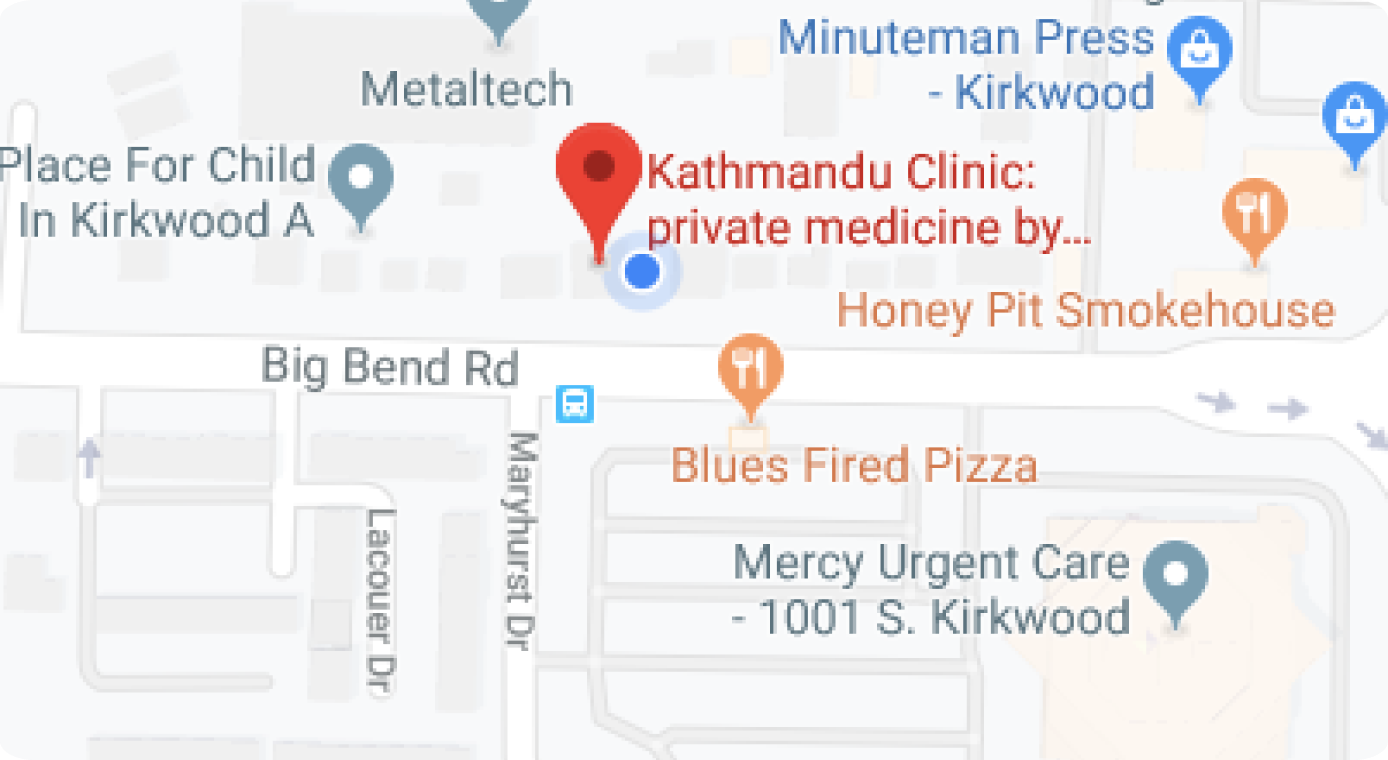 Metaltech
Minuteman Press
- Kirkwood
Place For Child
In Kirkwood A
Kathmandu Clinic:
private medicine by...
Honey Pit Smokehouse
Big Bend Rd
Blues Fired Pizza
Maryhurst Dr
Lacouer Dr
Mercy Urgent Care
- 1001 S. Kirkwood